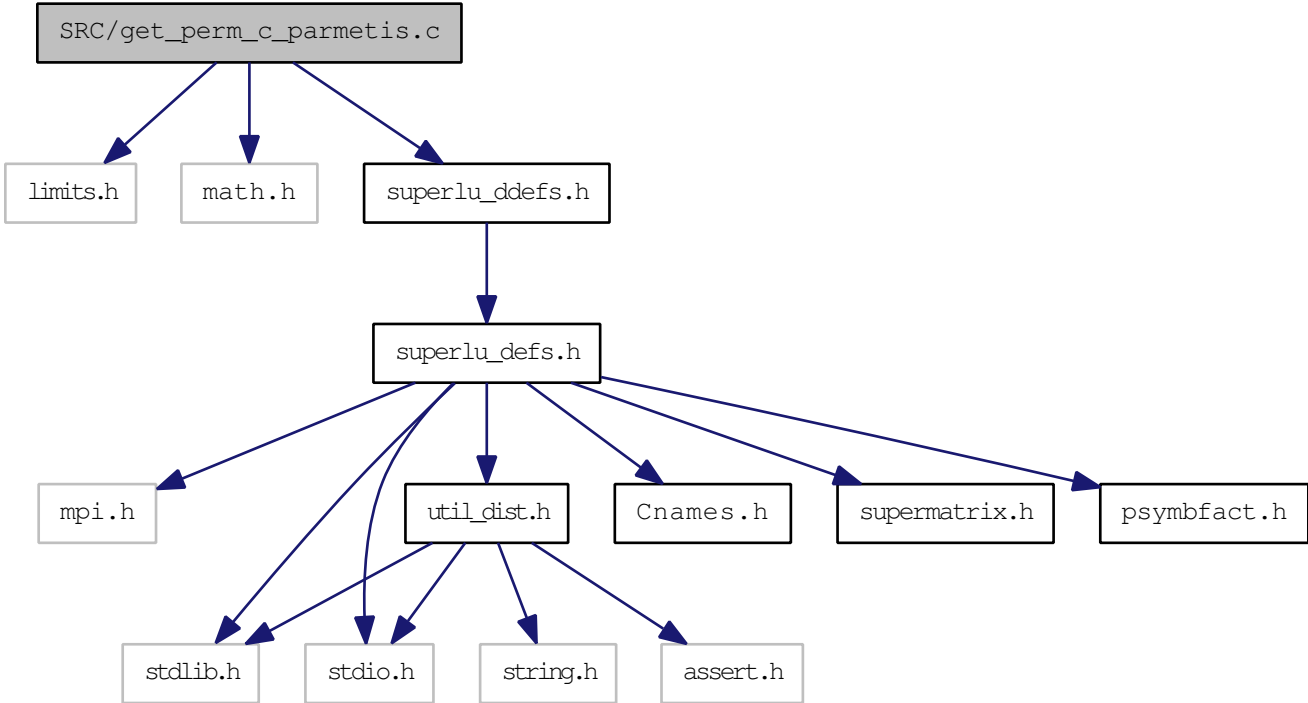 SRC/get_perm_c_parmetis.c
limits.h
math.h
superlu_ddefs.h
superlu_defs.h
mpi.h
util_dist.h
Cnames.h
supermatrix.h
psymbfact.h
stdlib.h
stdio.h
string.h
assert.h